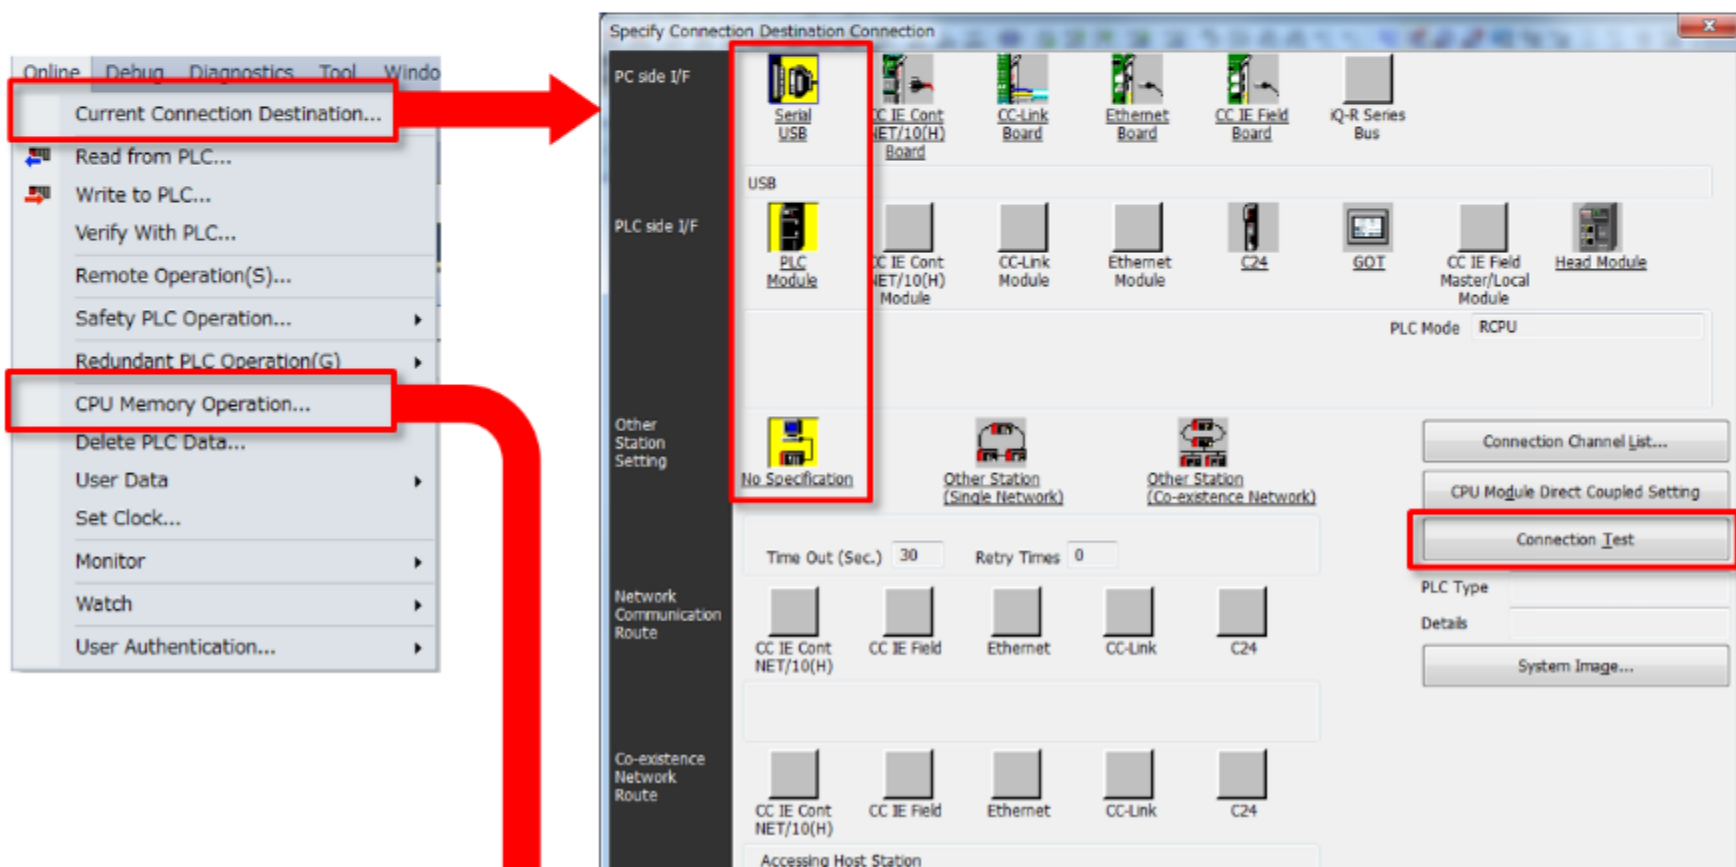 Online Debug Diagnostics Tool Windo
Current Connection Destination...
Read from PLC...
Write to PLC...
Verify With PLC...
Remote Operation(S)...
Safety PLC Operation...
Redundant PLC Operation(G)
CPU Memory Operation...
Delete PLC Data...
User Data
Set Clock...
Monitor
Watch
User Authentication...
Specify Connection Destination Connection
PC side I/F
Serial
USB
CC IE Cont
NET/10(H)
Board
CC-Link
Board
Ethernet
Board
CC IE Field
Board
iQ-R Series
Bus
USB
PLC side I/F
PLC
Module
CC IE Cont
NET/10(H)
Module
CC-Link
Module
Ethernet
Module
C24
GOT
CC IE Field
Master/Local
Module
Head Module
PLC Mode RCPU
Other
Station
Setting
No Specification
Other Station
(Single Network)
Other Station
(Co-existence Network)
Connection Channel List...
CPU Module Direct Coupled Setting
Connection Test
Time Out (Sec.) 30 Retry Times 0
PLC Type
Details
System Image...
Network
Communication
Route
CC IE Cont
NET/10(H)
CC IE Field
Ethernet
CC-Link
C24
Co-existence
Network
Route
CC IE Cont
NET/10(H)
CC IE Field
Ethernet
CC-Link
C24
Accessing Host Station